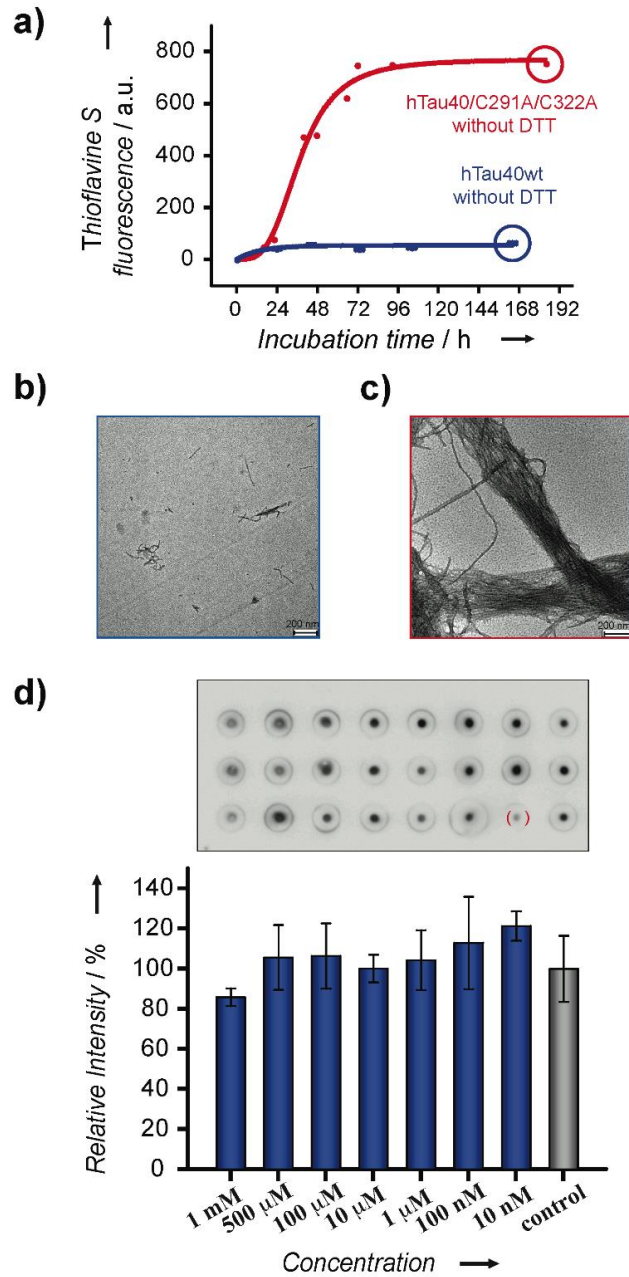 a)
Thioflavine S
fluorescence / a.u.
800
600
400
200
0
hTau40/C291A/C322A
without DTT
hTau40wt
without DTT
0 24 48 72 96 120 144 168 192
Incubation time / h
b)
c)
200 nm
200 nm
d)
( )
Relative Intensity / %
140
120
100
80
60
40
20
0
1 mM
500 μM
100 μM
10 μM
1 μM
100 nM
10 nM
control
Concentration